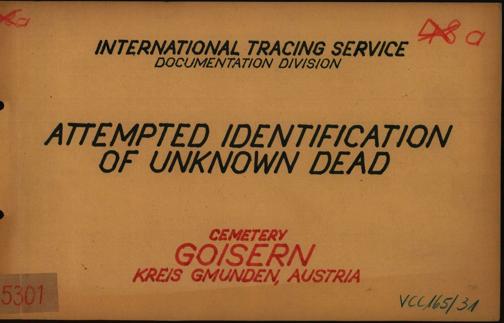 48 a
INTERNATIONAL TRACING SERVICE
DOCUMENTATION DIVISION
ATTEMPTED IDENTIFICATION
OF UNKNOWN DEAD
CEMETERY
GOISERN
KREIS GMUNDEN, AUSTRIA
5301
VCC,165/31